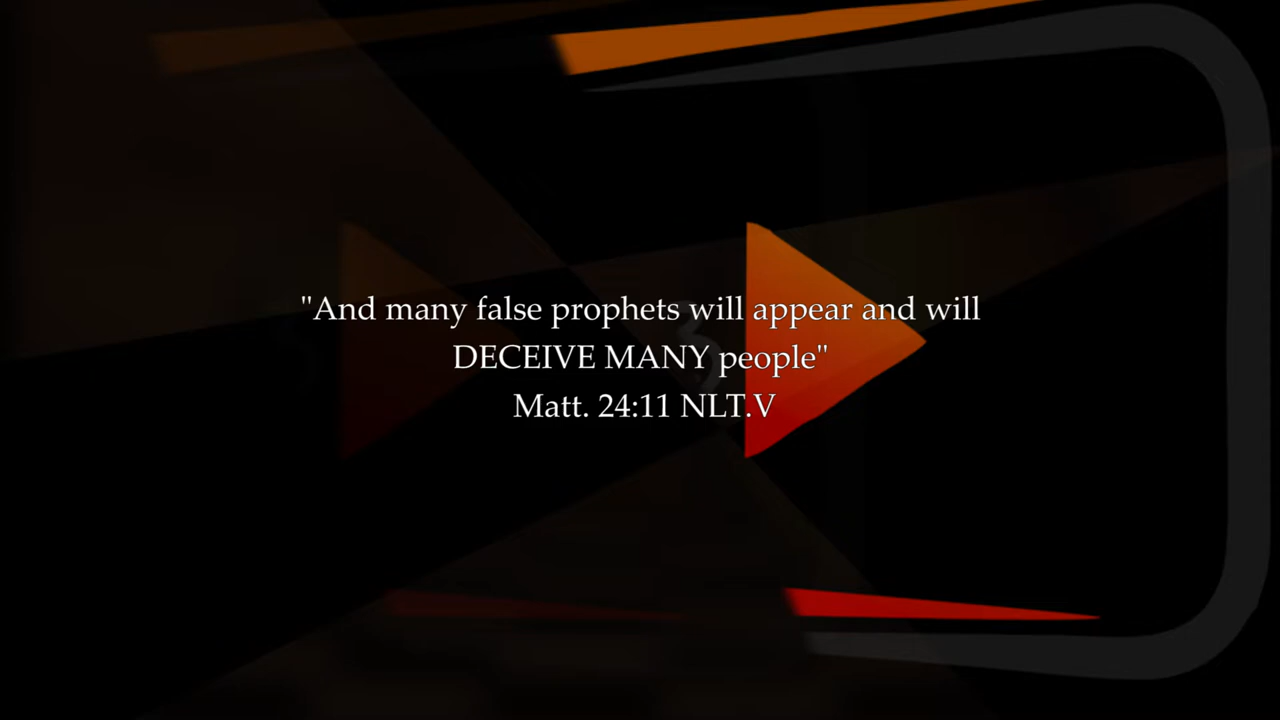 "And many false prophets will appear and will
DECEIVE MANY people"
Matt. 24:11 NLT.V